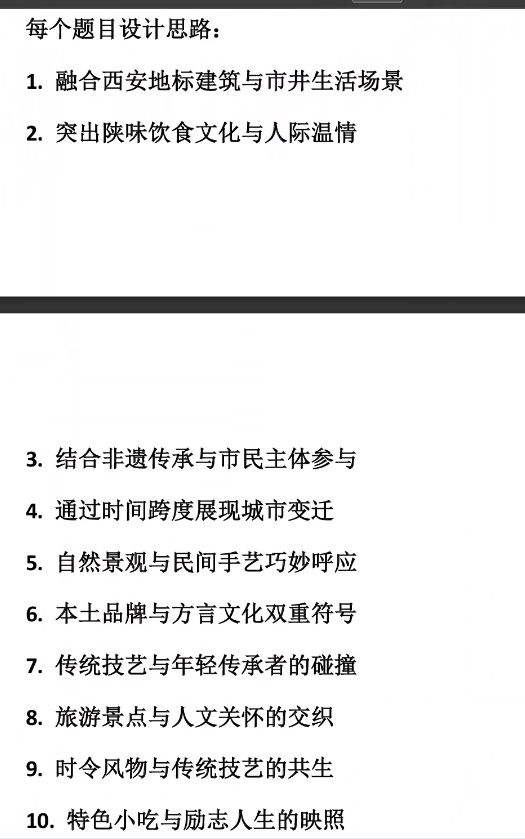 每个题目设计思路：
1. 融合西安地标建筑与市井生活场景
2. 突出陕味饮食文化与人际温情
3. 结合非遗传承与市民主体参与
4. 通过时间跨度展现城市变迁
5. 自然景观与民间手艺巧妙呼应
6. 本土品牌与方言文化双重符号
7. 传统技艺与年轻传承者的碰撞
8. 旅游景点与人文关怀的交织
9. 时令风物与传统技艺的共生
10. 特色小吃与励志人生的映照